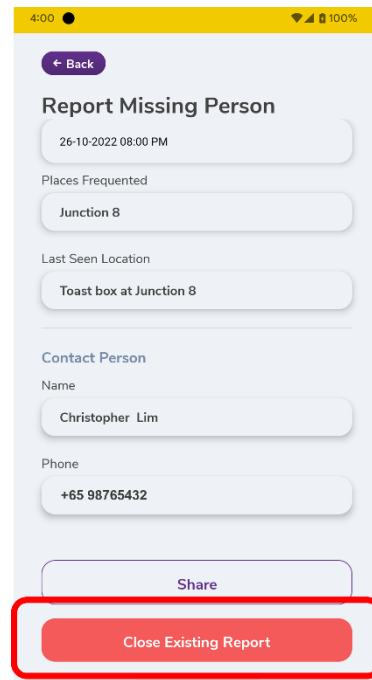 4:00 100%
← Back
Report Missing Person
26-10-2022 08:00 PM
Places Frequented
Junction 8
Last Seen Location
Toast box at Junction 8
Contact Person
Name
Christopher Lim
Phone
+65 98765432
Share
Close Existing Report